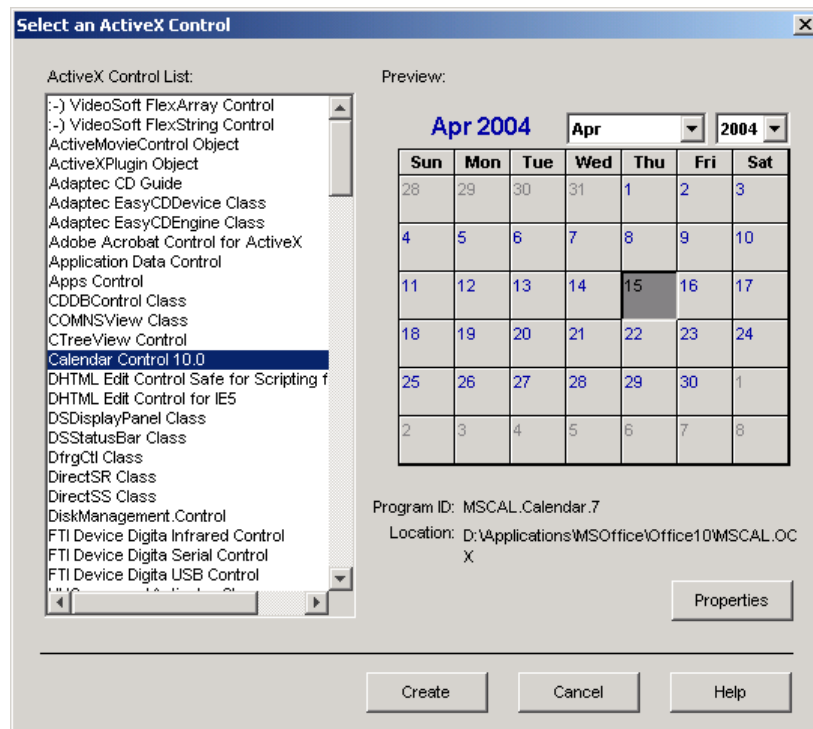 Select an ActiveX Control
ActiveX Control List:
:-) VideoSoft FlexArray Control
:-) VideoSoft FlexString Control
ActiveMovieControl Object
ActiveXPlugin Object
Adaptec CD Guide
Adaptec EasyCDDevice Class
Adaptec EasyCDEngine Class
Adobe Acrobat Control for ActiveX
Application Data Control
Apps Control
CDDBControl Class
COMNSView Class
CTreeView Control
Calendar Control 10.0
DHTML Edit Control Safe for Scripting f
DHTML Edit Control for IE5
DSDisplayPanel Class
DSStatusBar Class
DfrgCtl Class
DirectSR Class
DirectSS Class
DiskManagement.Control
FTI Device Digita Infrared Control
FTI Device Digita Serial Control
FTI Device Digita USB Control
Preview:
Apr 2004 Apr 2004
Sun Mon Tue Wed Thu Fri Sat
28 29 30 31 1 2 3
4 5 6 7 8 9 10
11 12 13 14 15 16 17
18 19 20 21 22 23 24
25 26 27 28 29 30 1
2 3 4 5 6 7 8
Program ID: MSCAL.Calendar.7
Location: D:\Applications\MSOffice\Office10\MSCAL.OC
X
Properties
Create Cancel Help